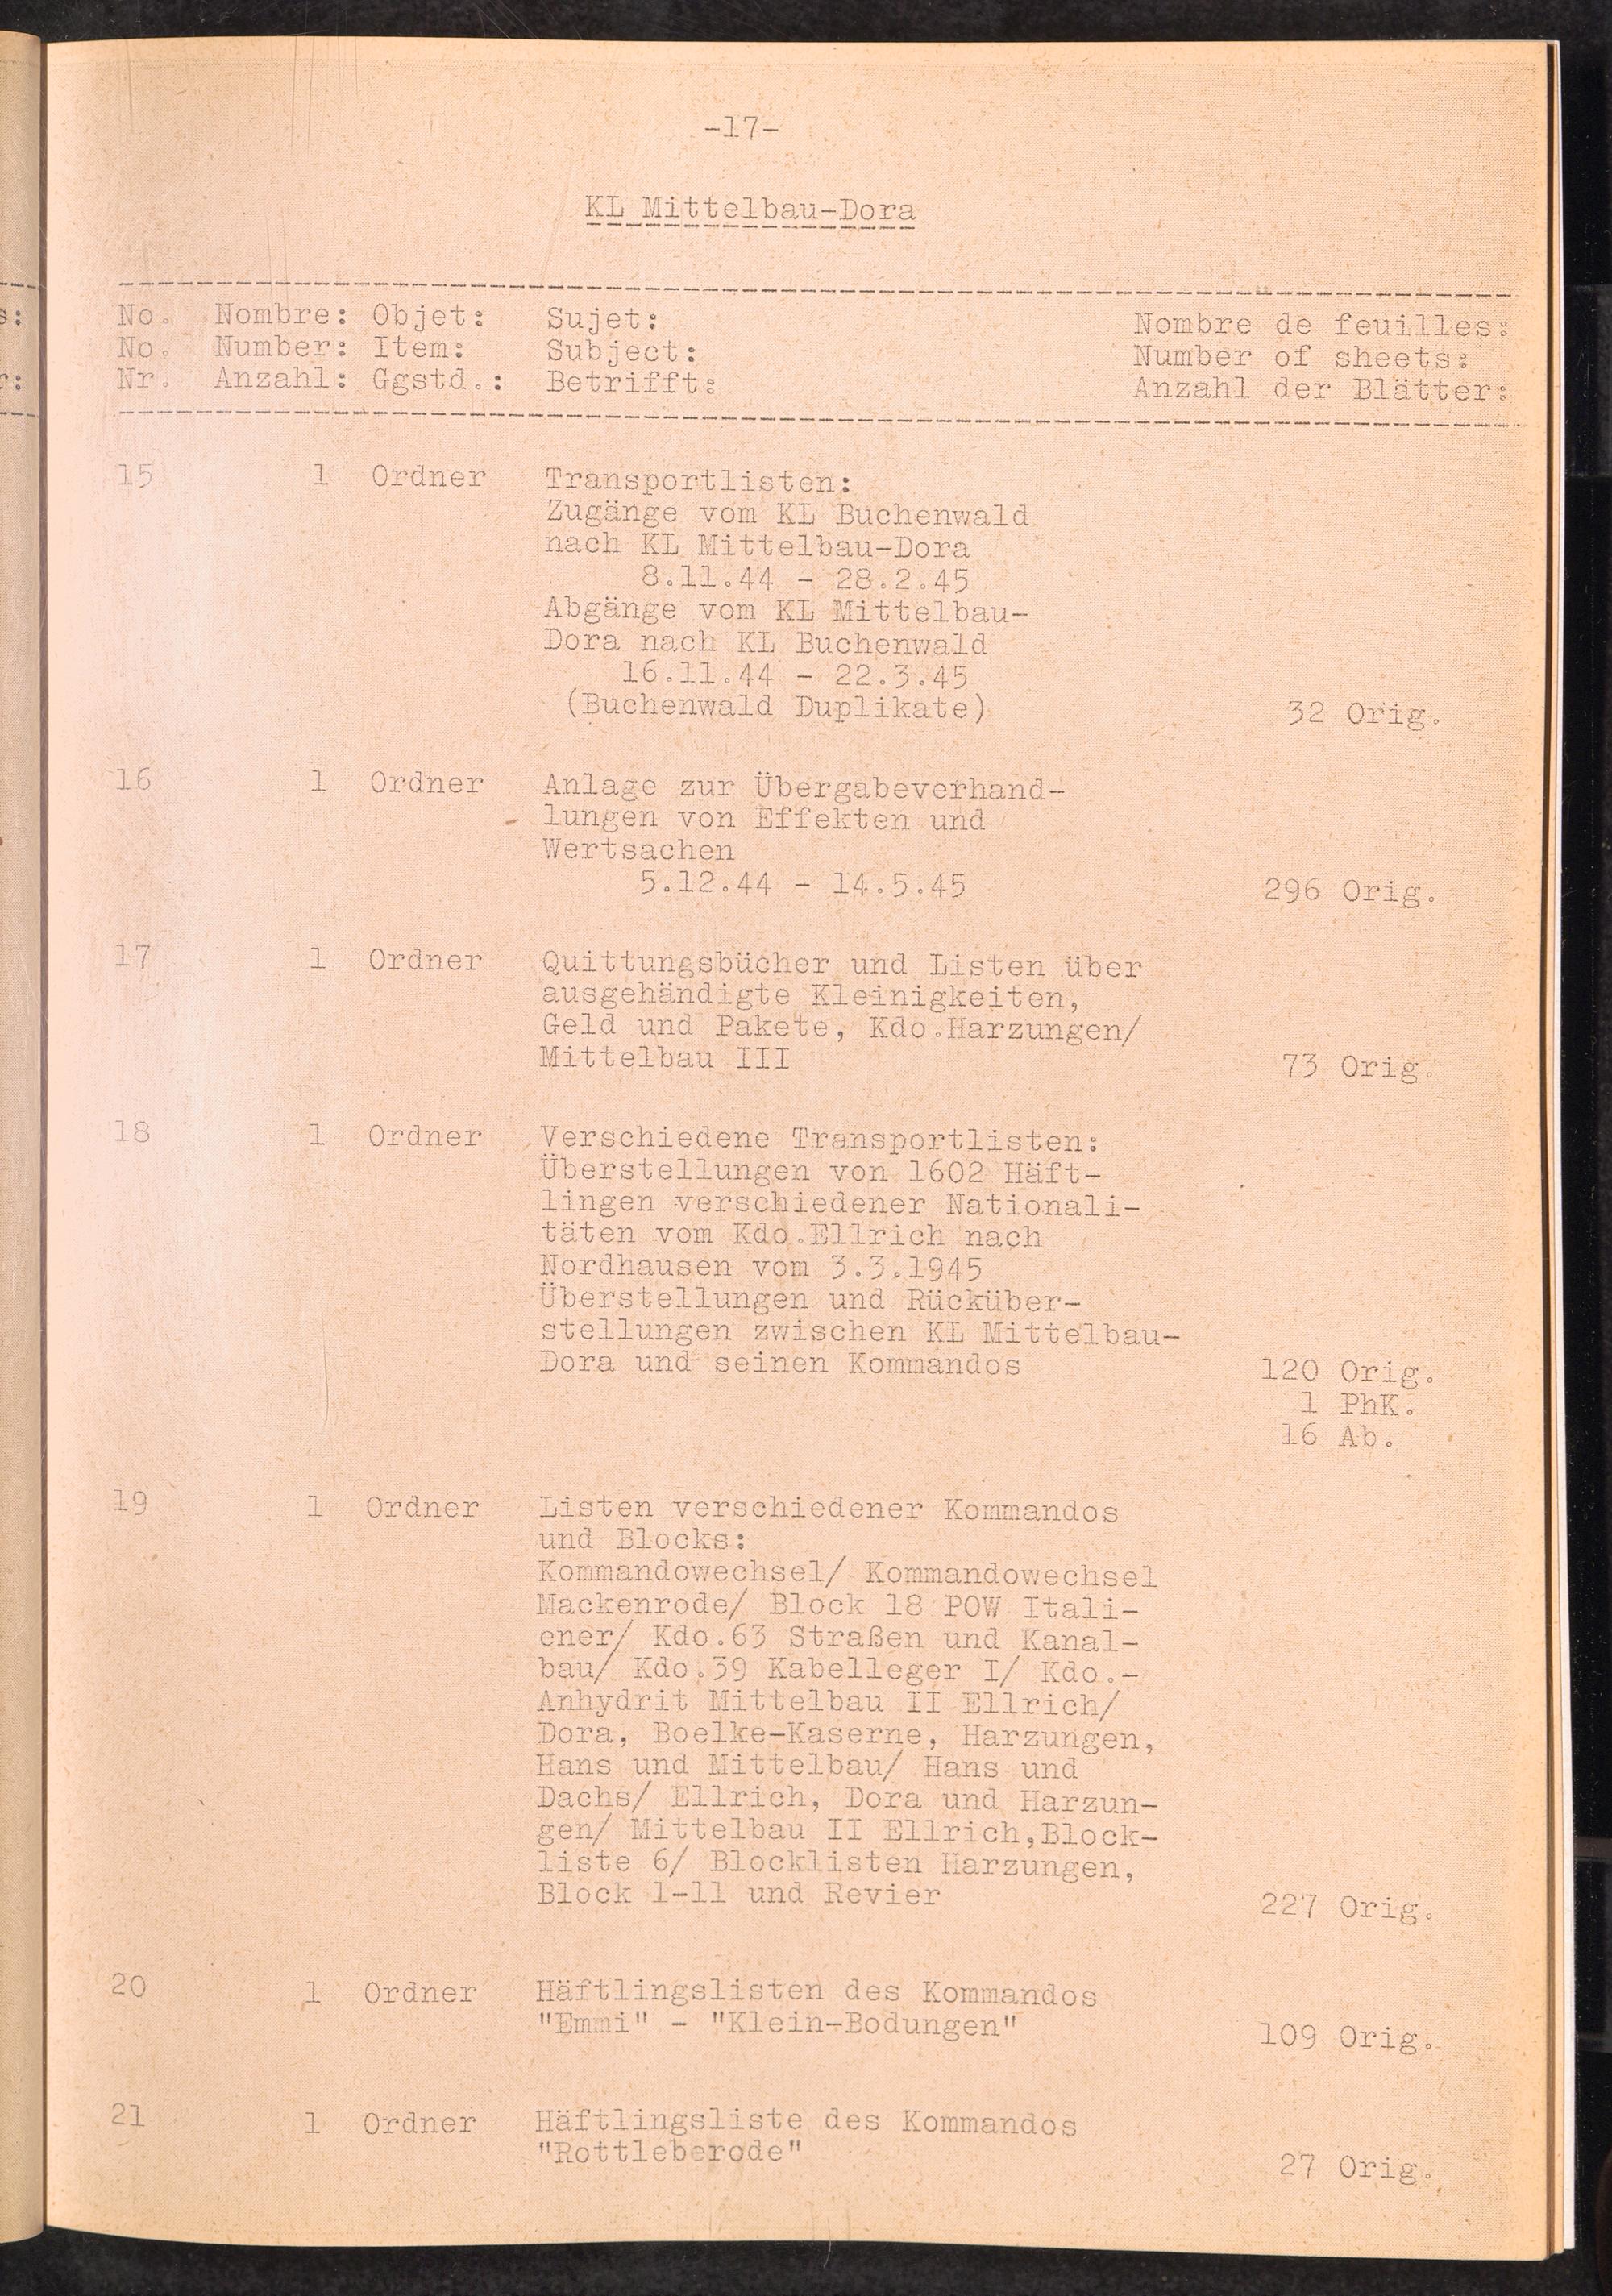 -17-
KL Mittelbau-Dora
No. Nombre: Objet: Sujet: Nombre de feuilles:
No. Number: Item: Subject: Number of sheets:
Nr. Anzahl: Ggstd.: Betrifft: Anzahl der Blätter:
15 1 Ordner Transportlisten:
Zugänge vom KL Buchenwald
nach KL Mittelbau-Dora
8.11.44 - 28.2.45
Abgänge vom KL Mittelbau-
Dora nach KL Buchenwald
16.11.44 - 22.3.45
(Buchenwald Duplikate) 32 Orig.
16 1 Ordner Anlage zur Übergabeverhand-
lungen von Effekten und
Wertsachen
5.12.44 - 14.5.45 296 Orig.
17 1 Ordner Quittungsbücher und Listen über
ausgehändigte Kleinigkeiten,
Geld und Pakete, Kdo.Harzungen/
Mittelbau III 73 Orig.
18 1 Ordner Verschiedene Transportlisten:
Überstellungen von 1602 Häft-
lingen verschiedener Nationali-
täten vom Kdo.Ellrich nach
Nordhausen vom 3.3.1945
Überstellungen und Rücküber-
stellungen zwischen KL Mittelbau-
Dora und seinen Kommandos 120 Orig.
1 PhK.
16 Ab.
19 1 Ordner Listen verschiedener Kommandos
und Blocks:
Kommandowechsel/ Kommandowechsel
Mackenrode/ Block 18 POW Itali-
ener/ Kdo.63 Straßen und Kanal-
bau/ Kdo.39 Kabelleger I/ Kdo.-
Anhydrit Mittelbau II Ellrich/
Dora, Boelke-Kaserne, Harzungen,
Hans und Mittelbau/ Hans und
Dachs/ Ellrich, Dora und Harzun-
gen/ Mittelbau II Ellrich,Block-
liste 6/ Blocklisten Harzungen,
Block 1-11 und Revier 227 Orig.
20 1 Ordner Häftlingslisten des Kommandos
"Emmi" - "Klein-Bodungen" 109 Orig.
21 1 Ordner Häftlingsliste des Kommandos
"Rottleberode" 27 Orig.